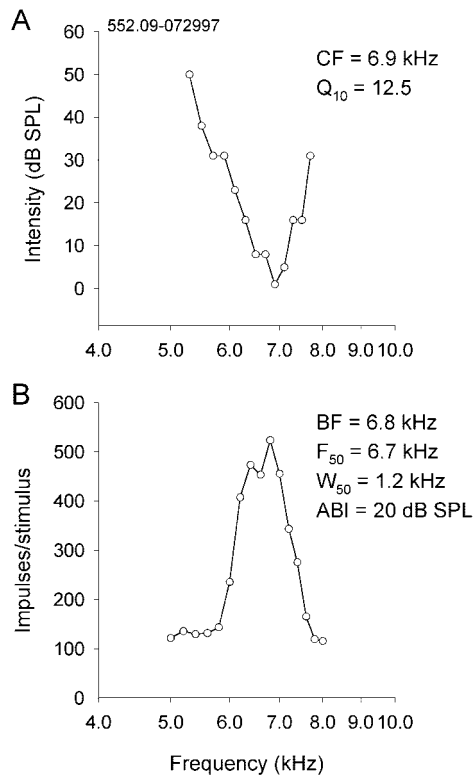 A
552.09-072997
CF = 6.9 kHz
Q10 = 12.5
Intensity (dB SPL)
60
50
40
30
20
10
0
4.0 5.0 6.0 7.0 8.0 9.0 10.0
B
BF = 6.8 kHz
F50 = 6.7 kHz
W50 = 1.2 kHz
ABI = 20 dB SPL
Impulses/stimulus
600
500
400
300
200
100
0
4.0 5.0 6.0 7.0 8.0 9.0 10.0
Frequency (kHz)